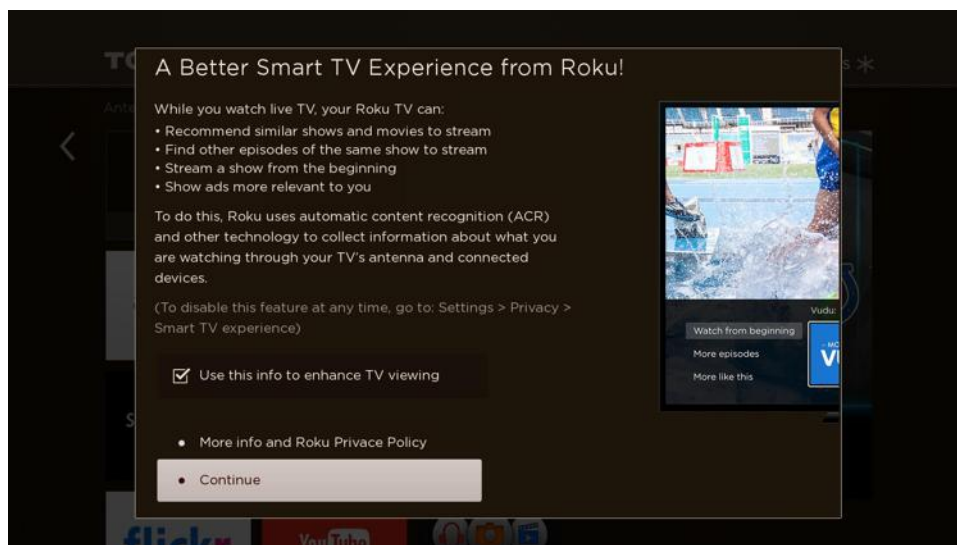 A Better Smart TV Experience from Roku!
While you watch live TV, your Roku TV can:
• Recommend similar shows and movies to stream
• Find other episodes of the same show to stream
• Stream a show from the beginning
• Show ads more relevant to you
To do this, Roku uses automatic content recognition (ACR)
and other technology to collect information about what you
are watching through your TV's antenna and connected
devices.
(To disable this feature at any time, go to: Settings > Privacy >
Smart TV experience)
Use this info to enhance TV viewing
• More info and Roku Privace Policy
• Continue
Vudu:
Watch from beginning
More episodes
More like this
flickr
YouTube